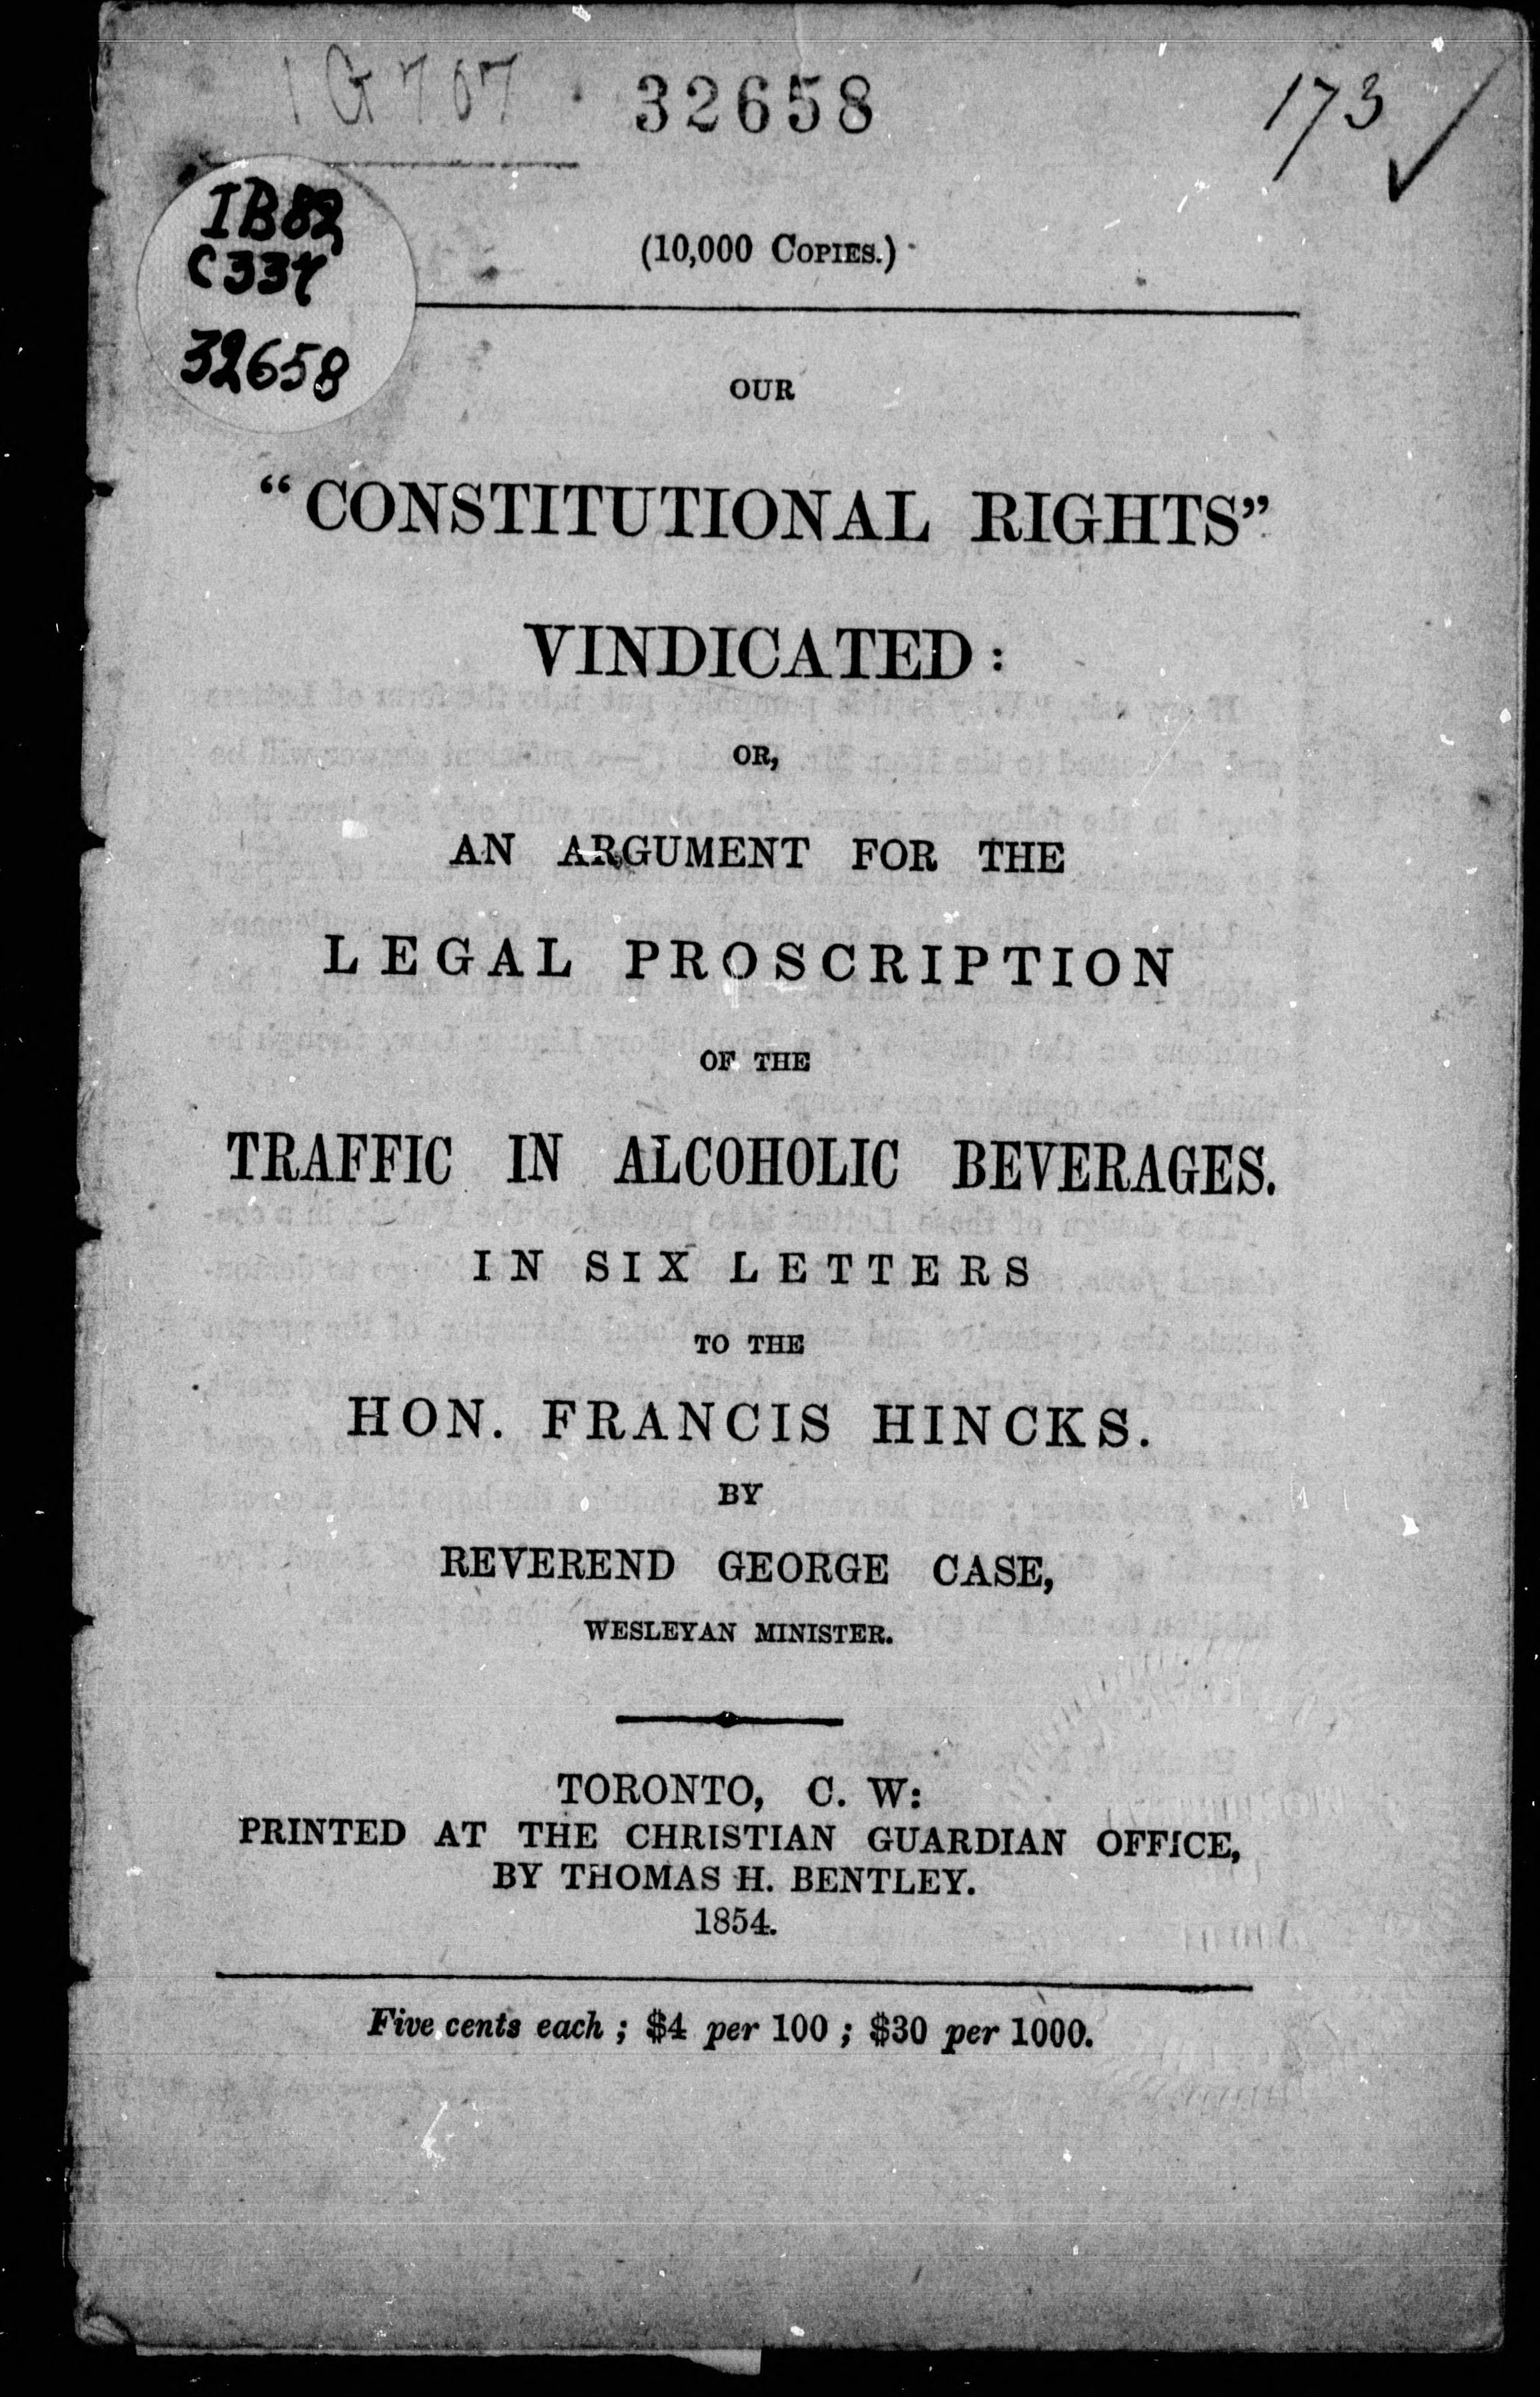 1G707 32658 173
IB82
C337
32658
(10,000 COPIES.)
OUR
“CONSTITUTIONAL RIGHTS”
VINDICATED:
OR,
AN ARGUMENT FOR THE
LEGAL PROSCRIPTION
OF THE
TRAFFIC IN ALCOHOLIC BEVERAGES.
IN SIX LETTERS
TO THE
HON. FRANCIS HINCKS.
BY
REVEREND GEORGE CASE,
WESLEYAN MINISTER.
TORONTO, C. W:
PRINTED AT THE CHRISTIAN GUARDIAN OFFICE,
BY THOMAS H. BENTLEY.
1854.
Five cents each; $4 per 100; $30 per 1000.